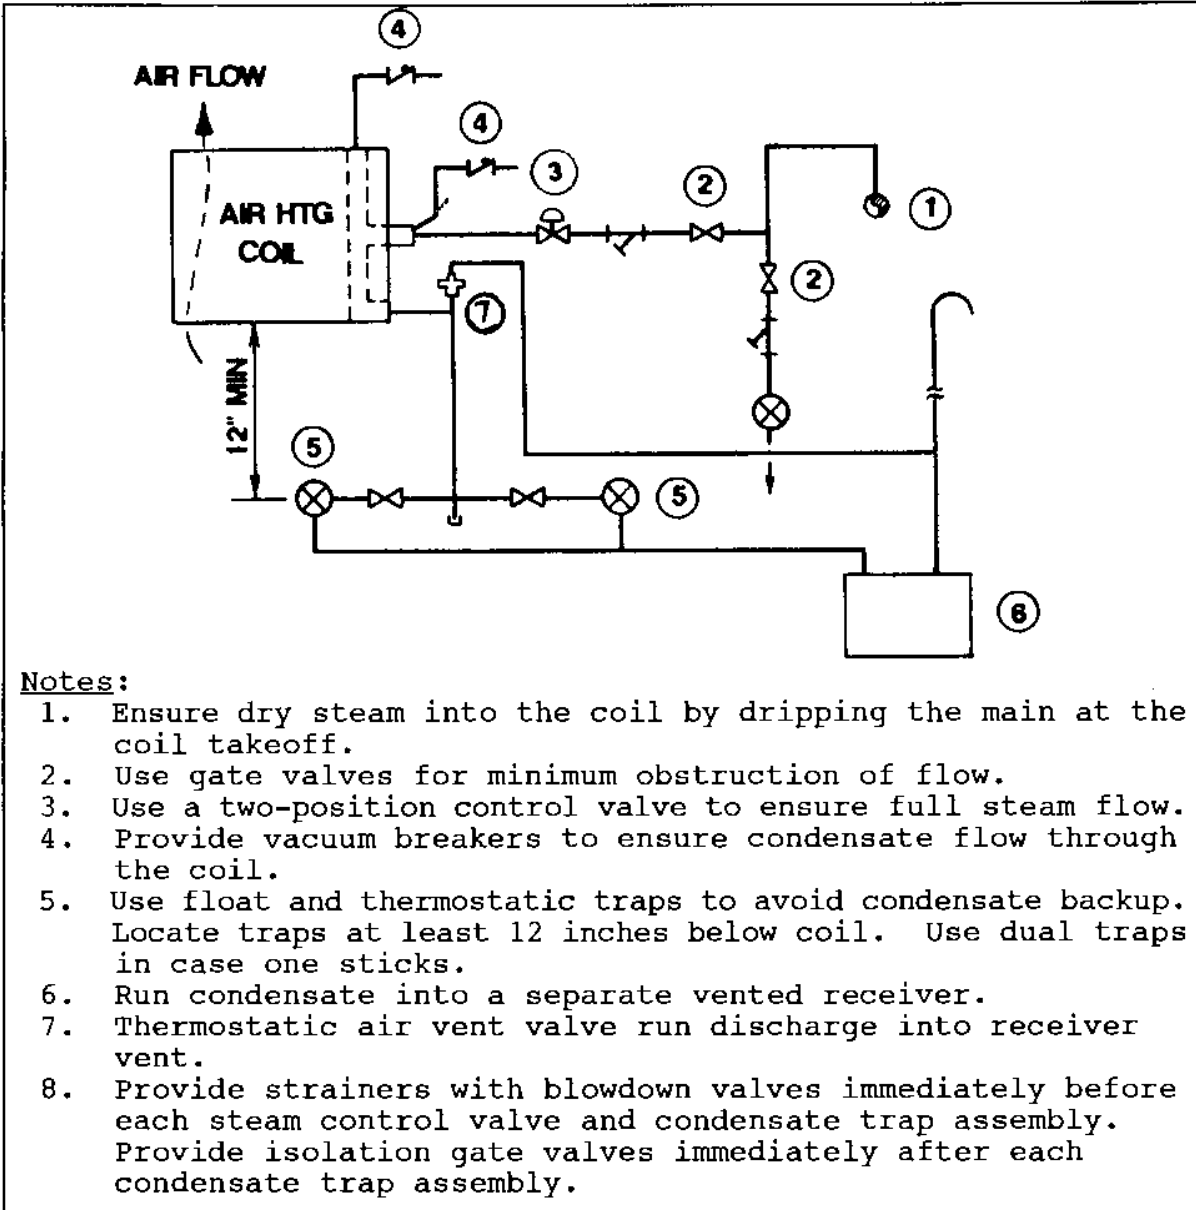 4
AIR FLOW
4
3
2
1
AIR HTG
COIL
2
7
12" MIN
5
5
6
Notes:
1. Ensure dry steam into the coil by dripping the main at the
coil takeoff.
2. Use gate valves for minimum obstruction of flow.
3. Use a two-position control valve to ensure full steam flow.
4. Provide vacuum breakers to ensure condensate flow through
the coil.
5. Use float and thermostatic traps to avoid condensate backup.
Locate traps at least 12 inches below coil. Use dual traps
in case one sticks.
6. Run condensate into a separate vented receiver.
7. Thermostatic air vent valve run discharge into receiver
vent.
8. Provide strainers with blowdown valves immediately before
each steam control valve and condensate trap assembly.
Provide isolation gate valves immediately after each
condensate trap assembly.